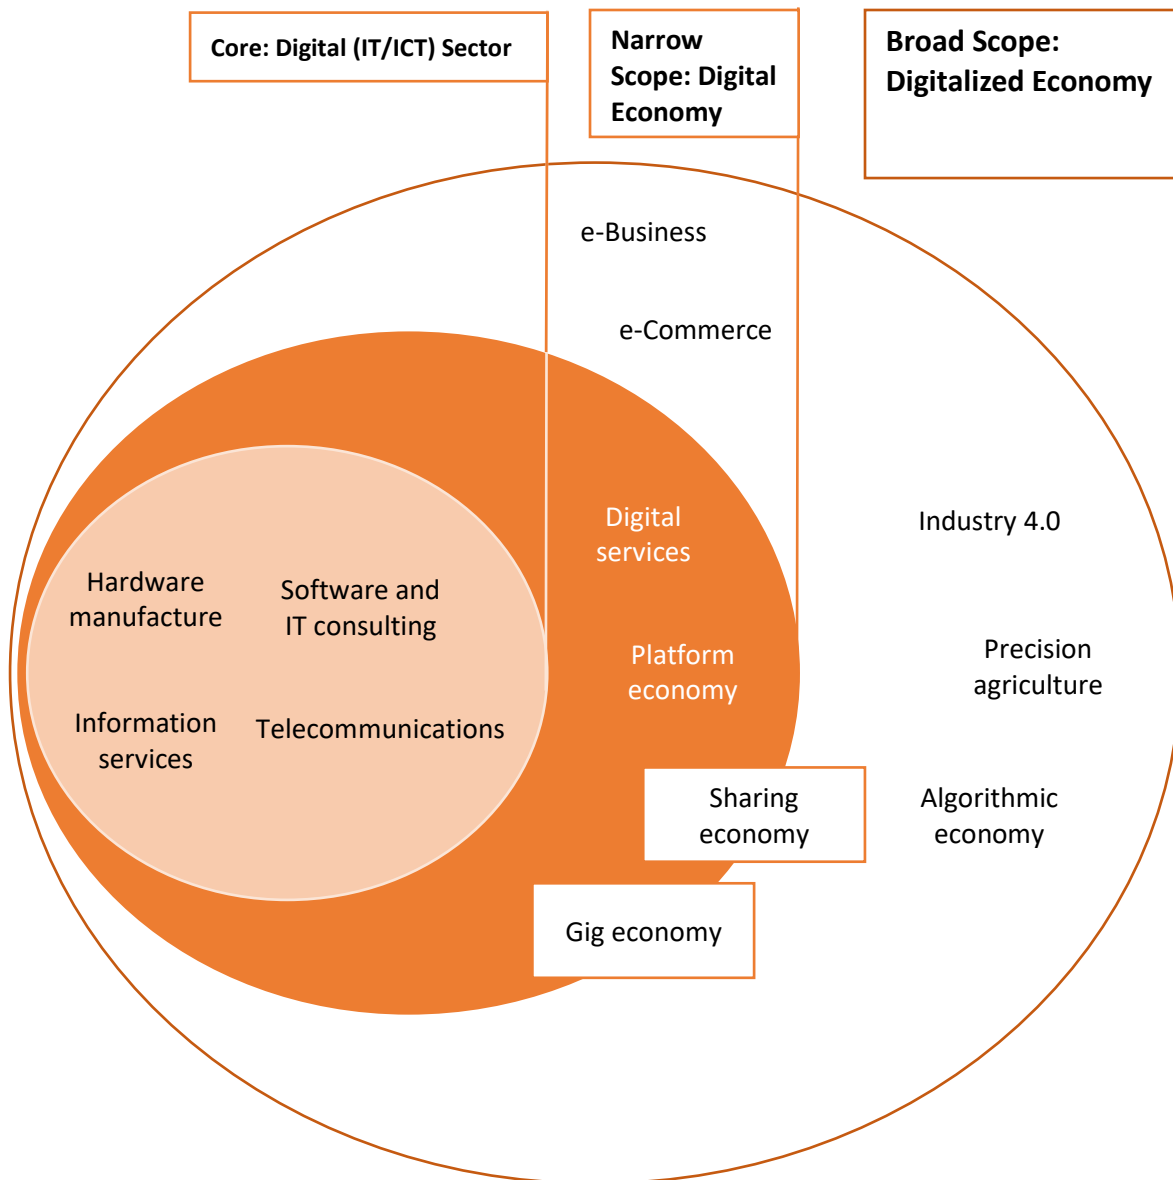 Core: Digital (IT/ICT) Sector
Narrow
Scope: Digital
Economy
Broad Scope:
Digitalized Economy
e-Business
e-Commerce
Digital
services
Industry 4.0
Hardware
manufacture
Software and
IT consulting
Platform
economy
Precision
agriculture
Information
services
Telecommunications
Sharing
economy
Algorithmic
economy
Gig economy